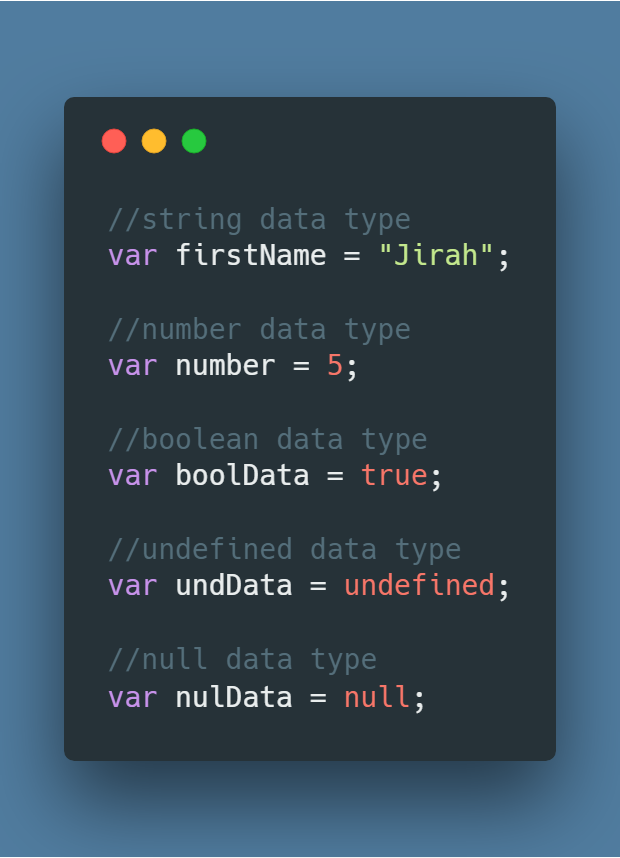 //string data type
var firstName = "Jirah";
//number data type
var number = 5;
//boolean data type
var boolData = true;
//undefined data type
var undData = undefined;
//null data type
var nulData = null;